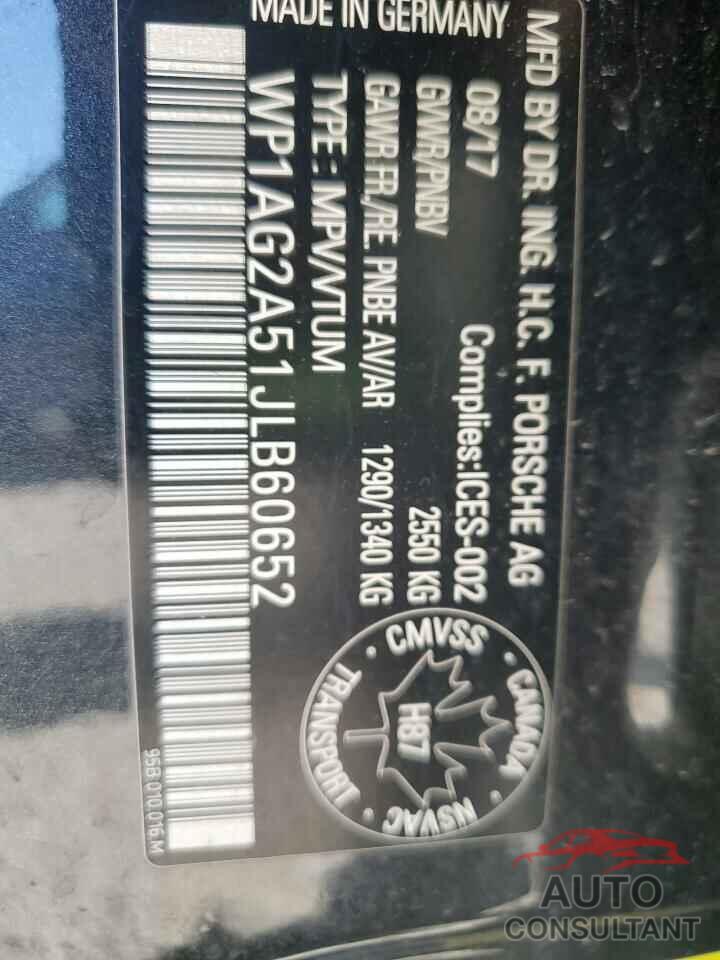 MFD BY DR. ING. H.C. F. PORSCHE AG
08/17 Complies:ICES-002
GVWR/PNBV 2550 KG
GAWR FR./RE. PNBE AV/AR 1290/1340 KG
TYPE : MPV/VTUM
WP1AG2A51JLB60652
MADE IN GERMANY
CANADA
CMVSS
TRANSPORT
NSVAC
H87
95B.010.016.M
AUTO
CONSULTANT